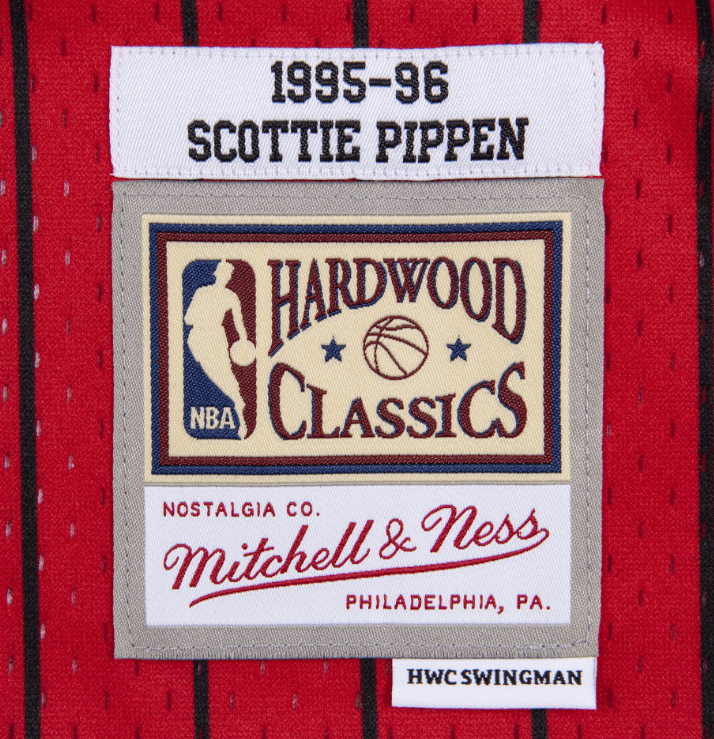 1995-96
SCOTTIE PIPPEN
HARDWOOD
CLASSICS
NBA
NOSTALGIA CO.
Mitchell & Ness
PHILADELPHIA, PA.
HWC SWINGMAN